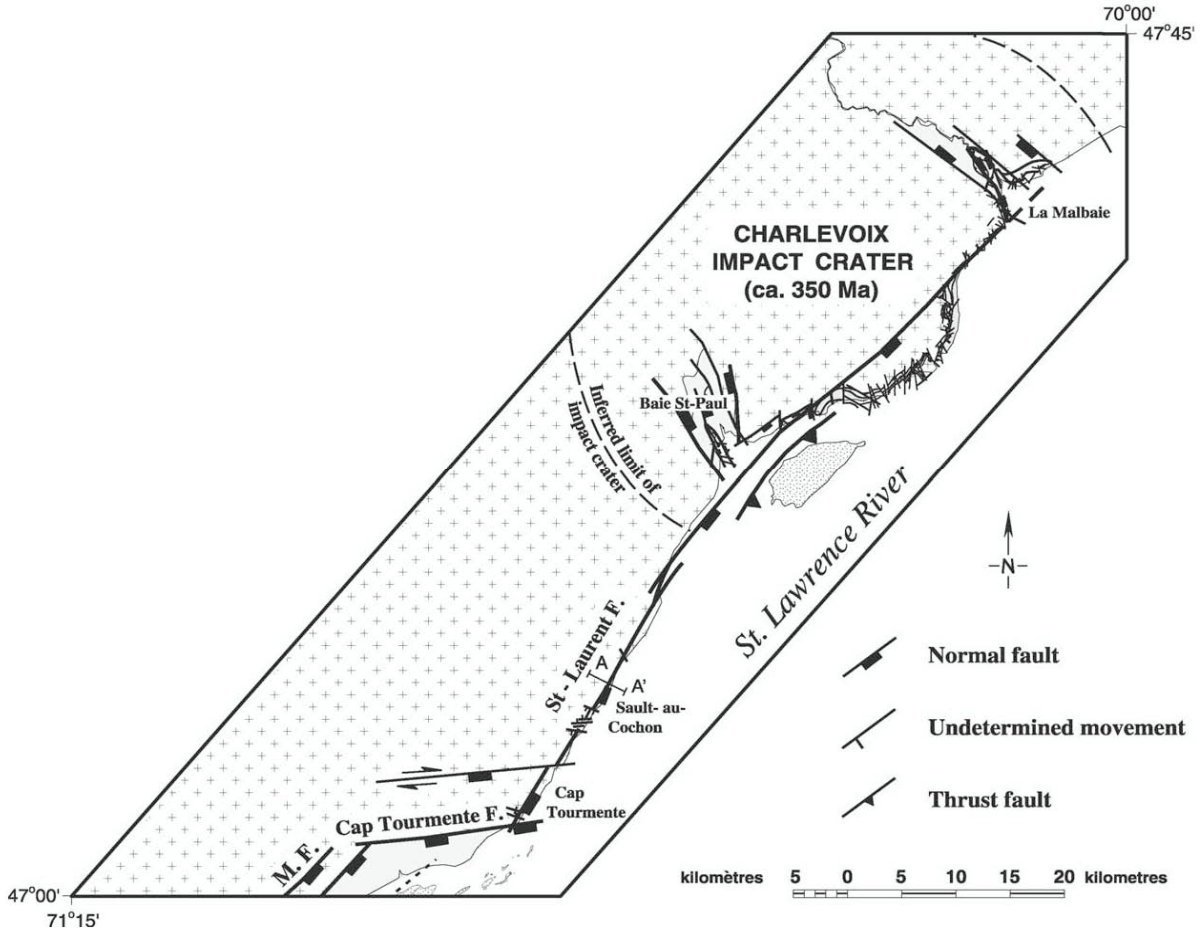 70°00'
47°45'
La Malbaie
CHARLEVOIX
IMPACT CRATER
(ca. 350 Ma)
Baie St-Paul
Inferred limit of
impact crater
St. Lawrence River
-N-
St - Laurent F.
A
A'
Sault- au-
Cochon
Normal fault
Undetermined movement
Thrust fault
Cap
Tourmente
Cap Tourmente F.
M. F.
kilomètres 5 0 5 10 15 20 kilometres
47°00'
71°15'